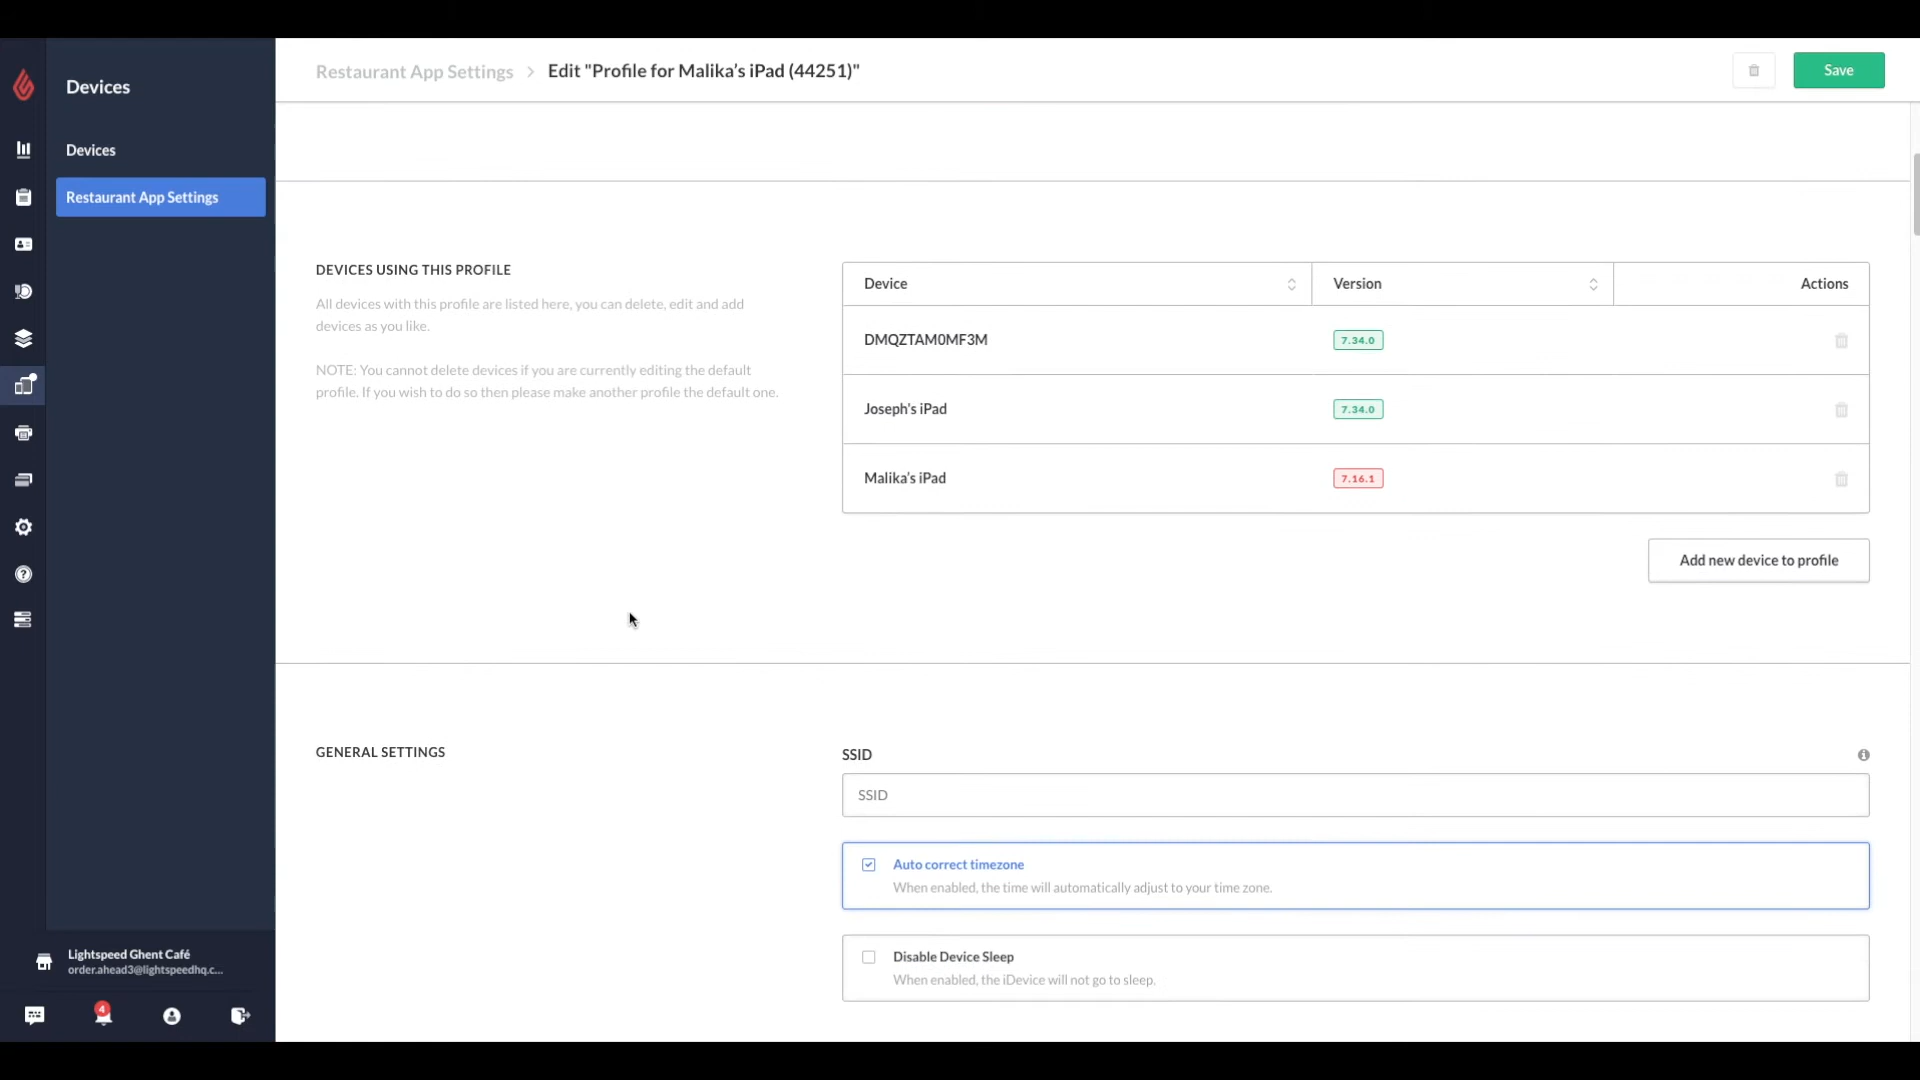 Devices
Devices
Restaurant App Settings
Lightspeed Ghent Café
order.ahead3@lightspeedhq.c...
4
Restaurant App Settings > Edit "Profile for Malika’s iPad (44251)"
Save
DEVICES USING THIS PROFILE
All devices with this profile are listed here, you can delete, edit and add
devices as you like.
NOTE: You cannot delete devices if you are currently editing the default
profile. If you wish to do so then please make another profile the default one.
Device Version Actions
DMQZTAM0MF3M 7.34.0
Joseph's iPad 7.34.0
Malika’s iPad 7.16.1
Add new device to profile
GENERAL SETTINGS
SSID
SSID
Auto correct timezone
When enabled, the time will automatically adjust to your time zone.
Disable Device Sleep
When enabled, the iDevice will not go to sleep.